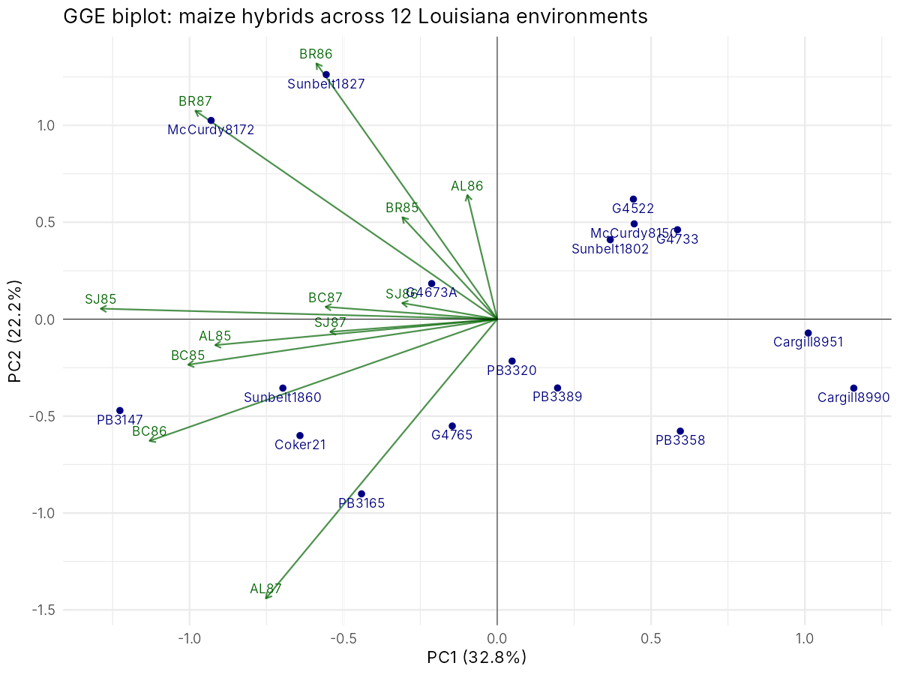 GGE biplot: maize hybrids across 12 Louisiana environments
BR86
Sunbelt1827
BR87
McCurdy8172
1.0
AL86
BR85
G4522
0.5
McCurdy8150
G4733
Sunbelt1802
SJ85
BC87
SJ86
G4673A
0.0
SJ87
AL85
BC85
Cargill8951
PB3320
Sunbelt1860
PB3389
Cargill8990
-0.5
PB3147
BC86
G4765
PB3358
Coker21
PB3165
-1.0
AL87
-1.5
-1.0
-0.5
0.0
0.5
1.0
PC1 (32.8%)
PC2 (22.2%)